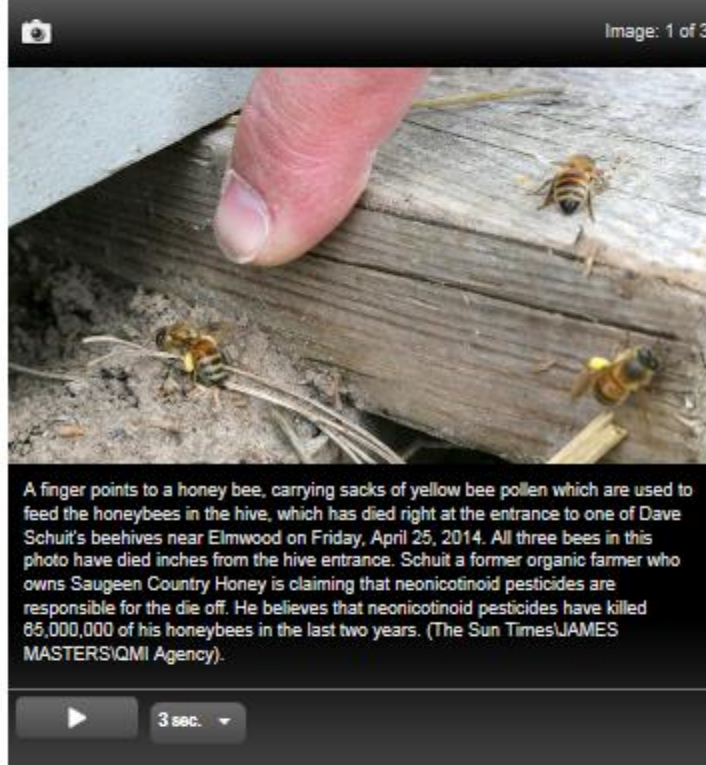 Image: 1 of 3
A finger points to a honey bee, carrying sacks of yellow bee pollen which are used to
feed the honeybees in the hive, which has died right at the entrance to one of Dave
Schuit's beehives near Elmwood on Friday, April 25, 2014. All three bees in this
photo have died inches from the hive entrance. Schuit a former organic farmer who
owns Saugeen Country Honey is claiming that neonicotinoid pesticides are
responsible for the die off. He believes that neonicotinoid pesticides have killed
65,000,000 of his honeybees in the last two years. (The Sun Times\JAMES
MASTERS\QMI Agency).
3 sec.